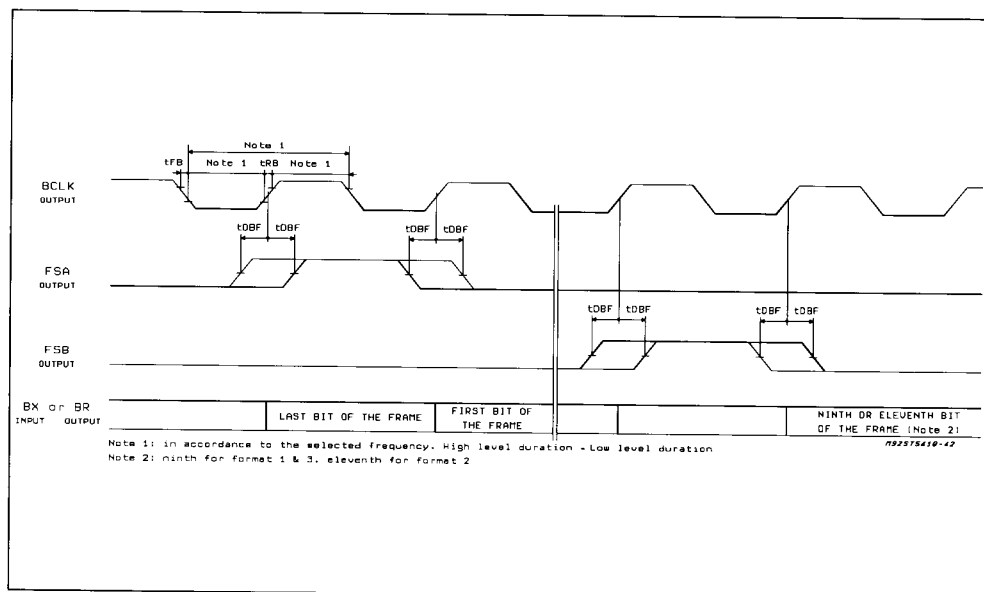 Note 1
tFB Note 1 tRB Note 1
BCLK
OUTPUT
tDBF tDBF tDBF tDBF
FSA
OUTPUT
tDBF tDBF tDBF tDBF
FSB
OUTPUT
BX or BR
INPUT OUTPUT
LAST BIT OF THE FRAME
FIRST BIT OF
THE FRAME
NINTH OR ELEVENTH BIT
OF THE FRAME (Note 2)
Note 1: in accordance to the selected frequency. High level duration - Low level duration
Note 2: ninth for format 1 & 3. eleventh for format 2
M92ST5410-42